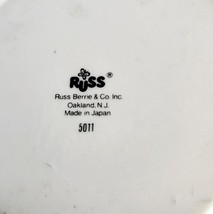 RUSS®
Russ Berrie & Co. Inc.
Oakland, N.J.
Made in Japan
5011